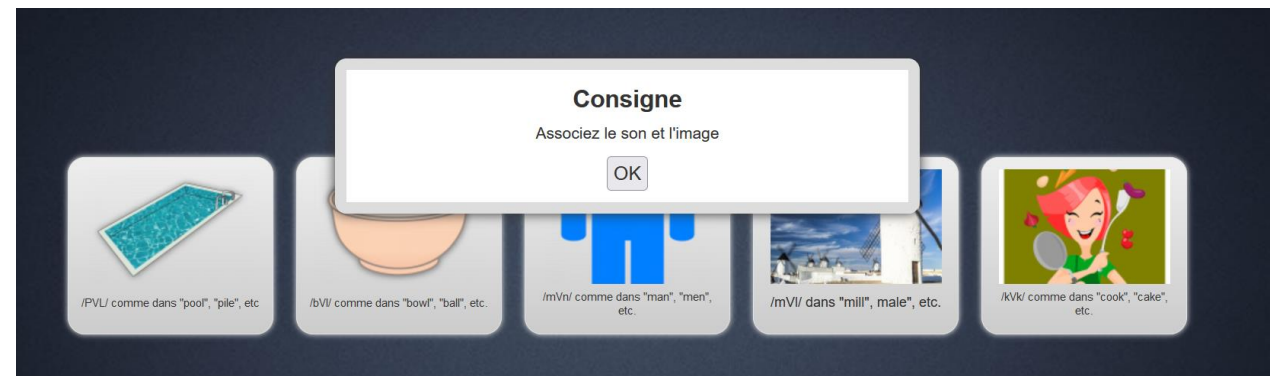 Consigne
Associez le son et l'image
OK
/PVL/ comme dans "pool", "pile", etc
/bVl/ comme dans "bowl", "ball", etc.
/mVn/ comme dans "man", "men",
etc.
/mVl/ dans "mill", male", etc.
/kVk/ comme dans "cook", "cake",
etc.